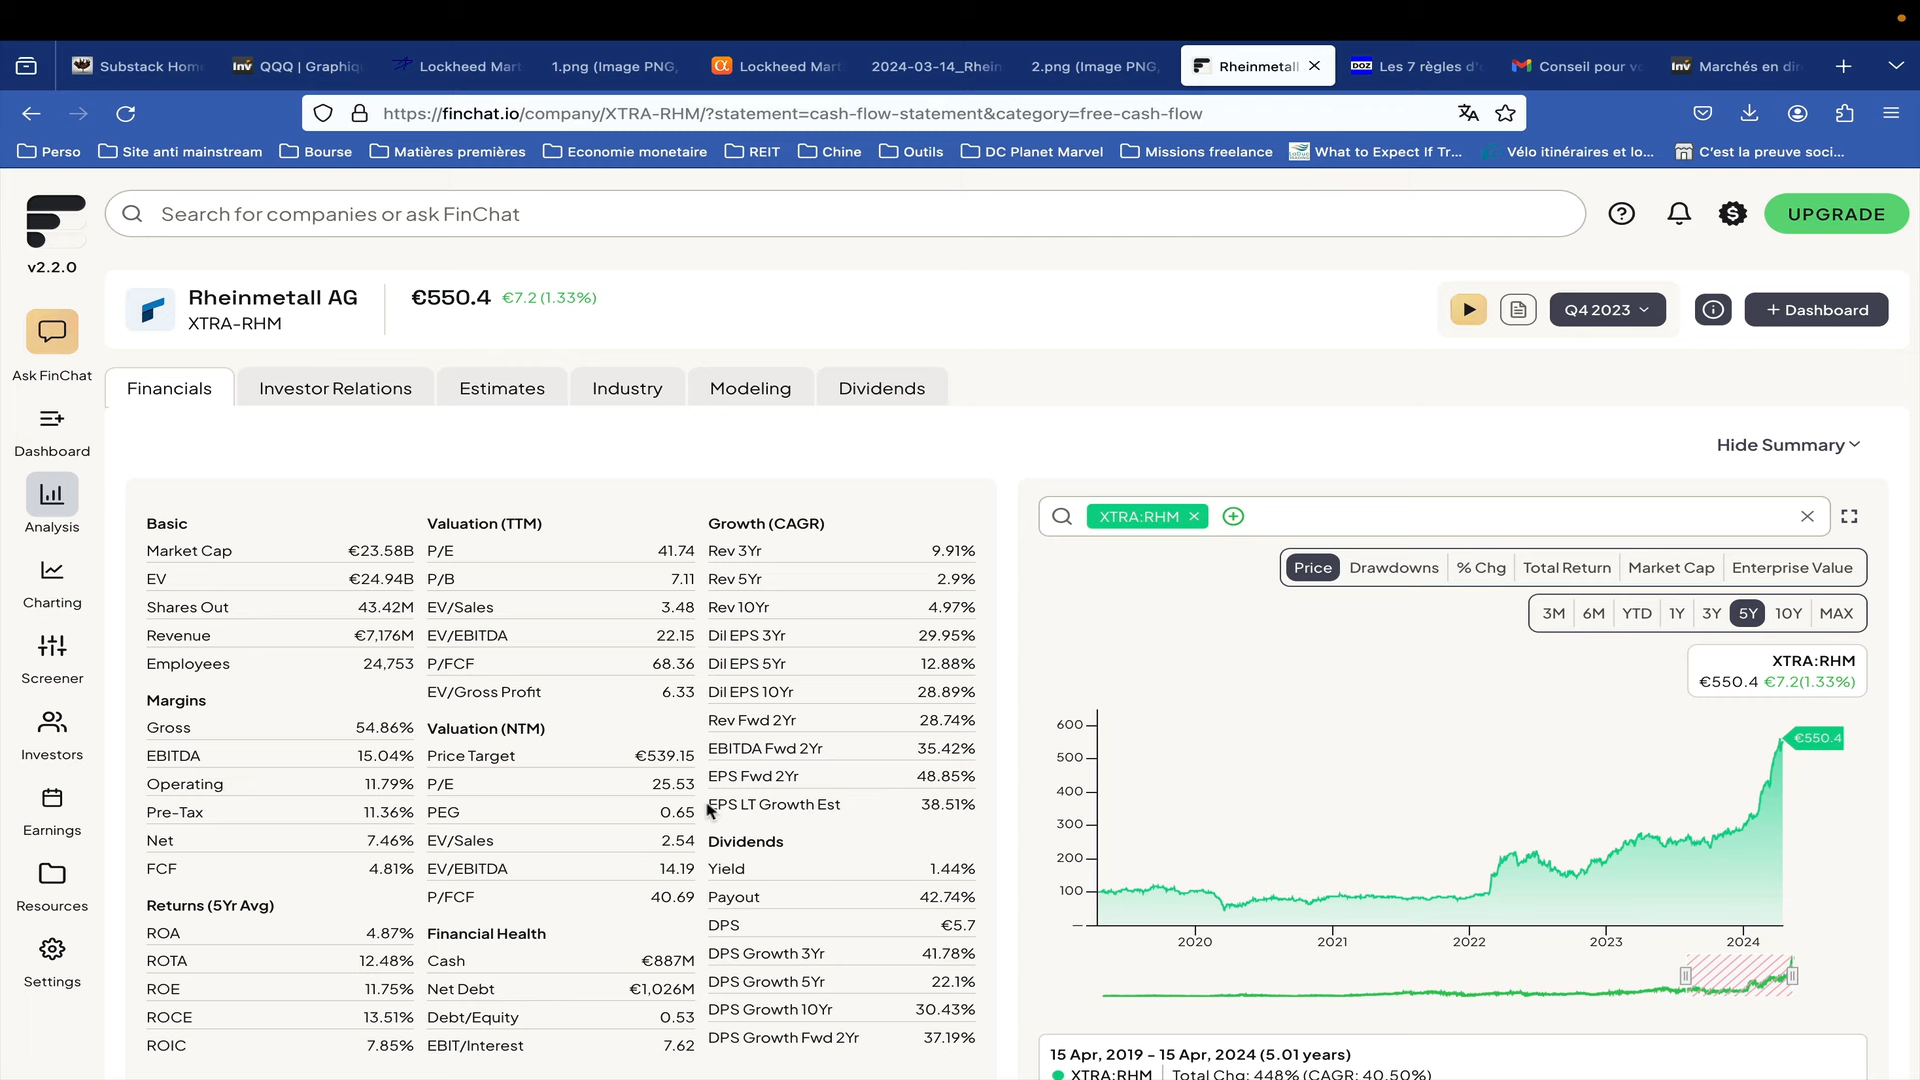 Substack Hom
QQQ | Graphiqu
Lockheed Mart
1.png (Image PNG,
Lockheed Mart
2024-03-14_Rhein
2.png (Image PNG,
Rheinmetall
DOZ
Les 7 règles d'
Conseil pour vo
Inv
Marchés en dir
https://finchat.io/company/XTRA-RHM/?statement=cash-flow-statement&category=free-cash-flow
Perso
Site anti mainstream
Bourse
Matières premières
Economie monetaire
REIT
Chine
Outils
DC Planet Marvel
Missions freelance
What to Expect If Tr...
Vélo itinéraires et lo...
C'est la preuve soci...
Search for companies or ask FinChat
UPGRADE
v2.2.0
Rheinmetall AG
XTRA-RHM
€550.4 €7.2 (1.33%)
Q4 2023
+ Dashboard
Ask FinChat
Dashboard
Analysis
Charting
Screener
Investors
Earnings
Resources
Settings
Financials
Investor Relations
Estimates
Industry
Modeling
Dividends
Hide Summary
Basic
Market Cap €23.58B
EV €24.94B
Shares Out 43.42M
Revenue €7,176M
Employees 24,753
Margins
Gross 54.86%
EBITDA 15.04%
Operating 11.79%
Pre-Tax 11.36%
Net 7.46%
FCF 4.81%
Returns (5Yr Avg)
ROA 4.87%
ROTA 12.48%
ROE 11.75%
ROCE 13.51%
ROIC 7.85%
Valuation (TTM)
P/E 41.74
P/B 7.11
EV/Sales 3.48
EV/EBITDA 22.15
P/FCF 68.36
EV/Gross Profit 6.33
Valuation (NTM)
Price Target €539.15
P/E 25.53
PEG 0.65
EV/Sales 2.54
EV/EBITDA 14.19
P/FCF 40.69
Financial Health
Cash €887M
Net Debt €1,026M
Debt/Equity 0.53
EBIT/Interest 7.62
Growth (CAGR)
Rev 3Yr 9.91%
Rev 5Yr 2.9%
Rev 10Yr 4.97%
Dil EPS 3Yr 29.95%
Dil EPS 5Yr 12.88%
Dil EPS 10Yr 28.89%
Rev Fwd 2Yr 28.74%
EBITDA Fwd 2Yr 35.42%
EPS Fwd 2Yr 48.85%
EPS LT Growth Est 38.51%
Dividends
Yield 1.44%
Payout 42.74%
DPS €5.7
DPS Growth 3Yr 41.78%
DPS Growth 5Yr 22.1%
DPS Growth 10Yr 30.43%
DPS Growth Fwd 2Yr 37.19%
XTRA:RHM
Price Drawdowns % Chg Total Return Market Cap Enterprise Value
3M 6M YTD 1Y 3Y 5Y 10Y MAX
XTRA:RHM
€550.4 €7.2(1.33%)
600
€550.4
500
400
300
200
100
2020 2021 2022 2023 2024
15 Apr, 2019 - 15 Apr, 2024 (5.01 years)
XTRA:RHM | Total Chg: 448% (CAGR: 40.50%)